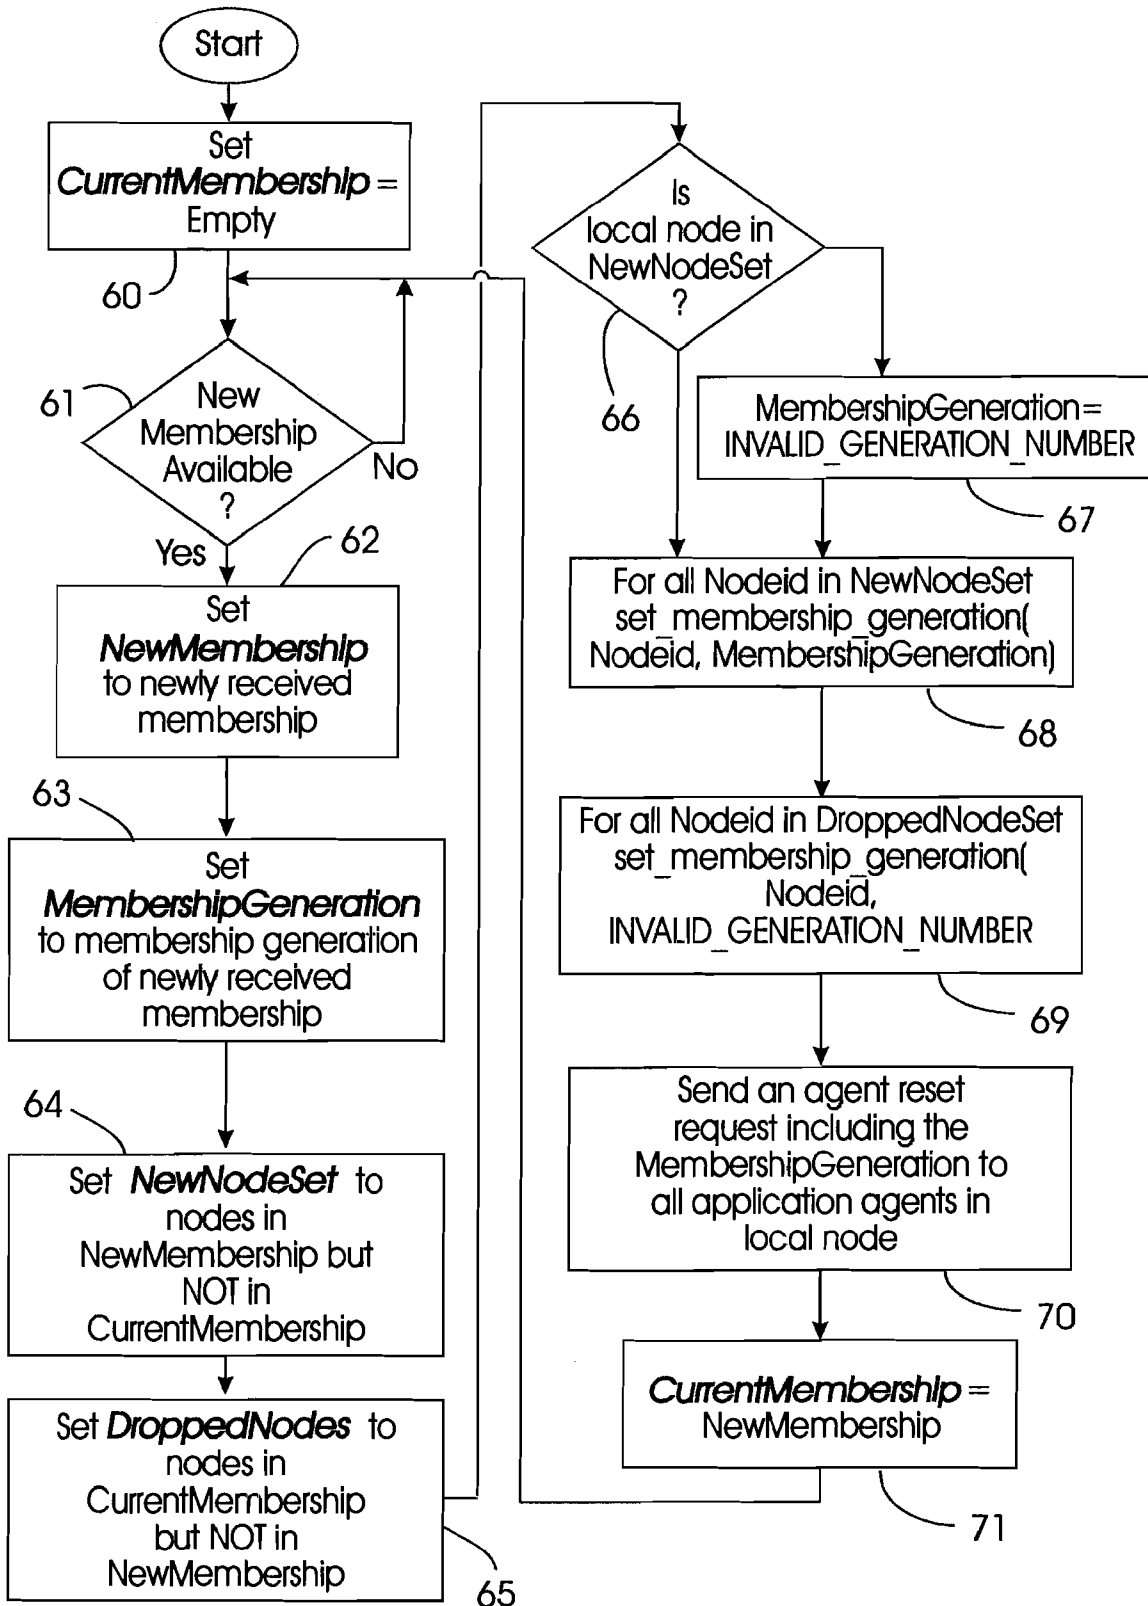 Start
Set
CurrentMembership =
Empty
60
61
New
Membership
Available
?
No
Yes
62
Set
NewMembership
to newly received
membership
63
Set
MembershipGeneration
to membership generation
of newly received
membership
64
Set NewNodeSet to
nodes in
NewMembership but
NOT in
CurrentMembership
Set DroppedNodes to
nodes in
CurrentMembership
but NOT in
NewMembership
65
Is
local node in
NewNodeSet
?
66
MembershipGeneration=
INVALID_GENERATION_NUMBER
67
For all Nodeid in NewNodeSet
set_membership_generation(
Nodeid, MembershipGeneration)
68
For all Nodeid in DroppedNodeSet
set_membership_generation(
Nodeid,
INVALID_GENERATION_NUMBER
69
Send an agent reset
request including the
MembershipGeneration to
all application agents in
local node
70
CurrentMembership =
NewMembership
71